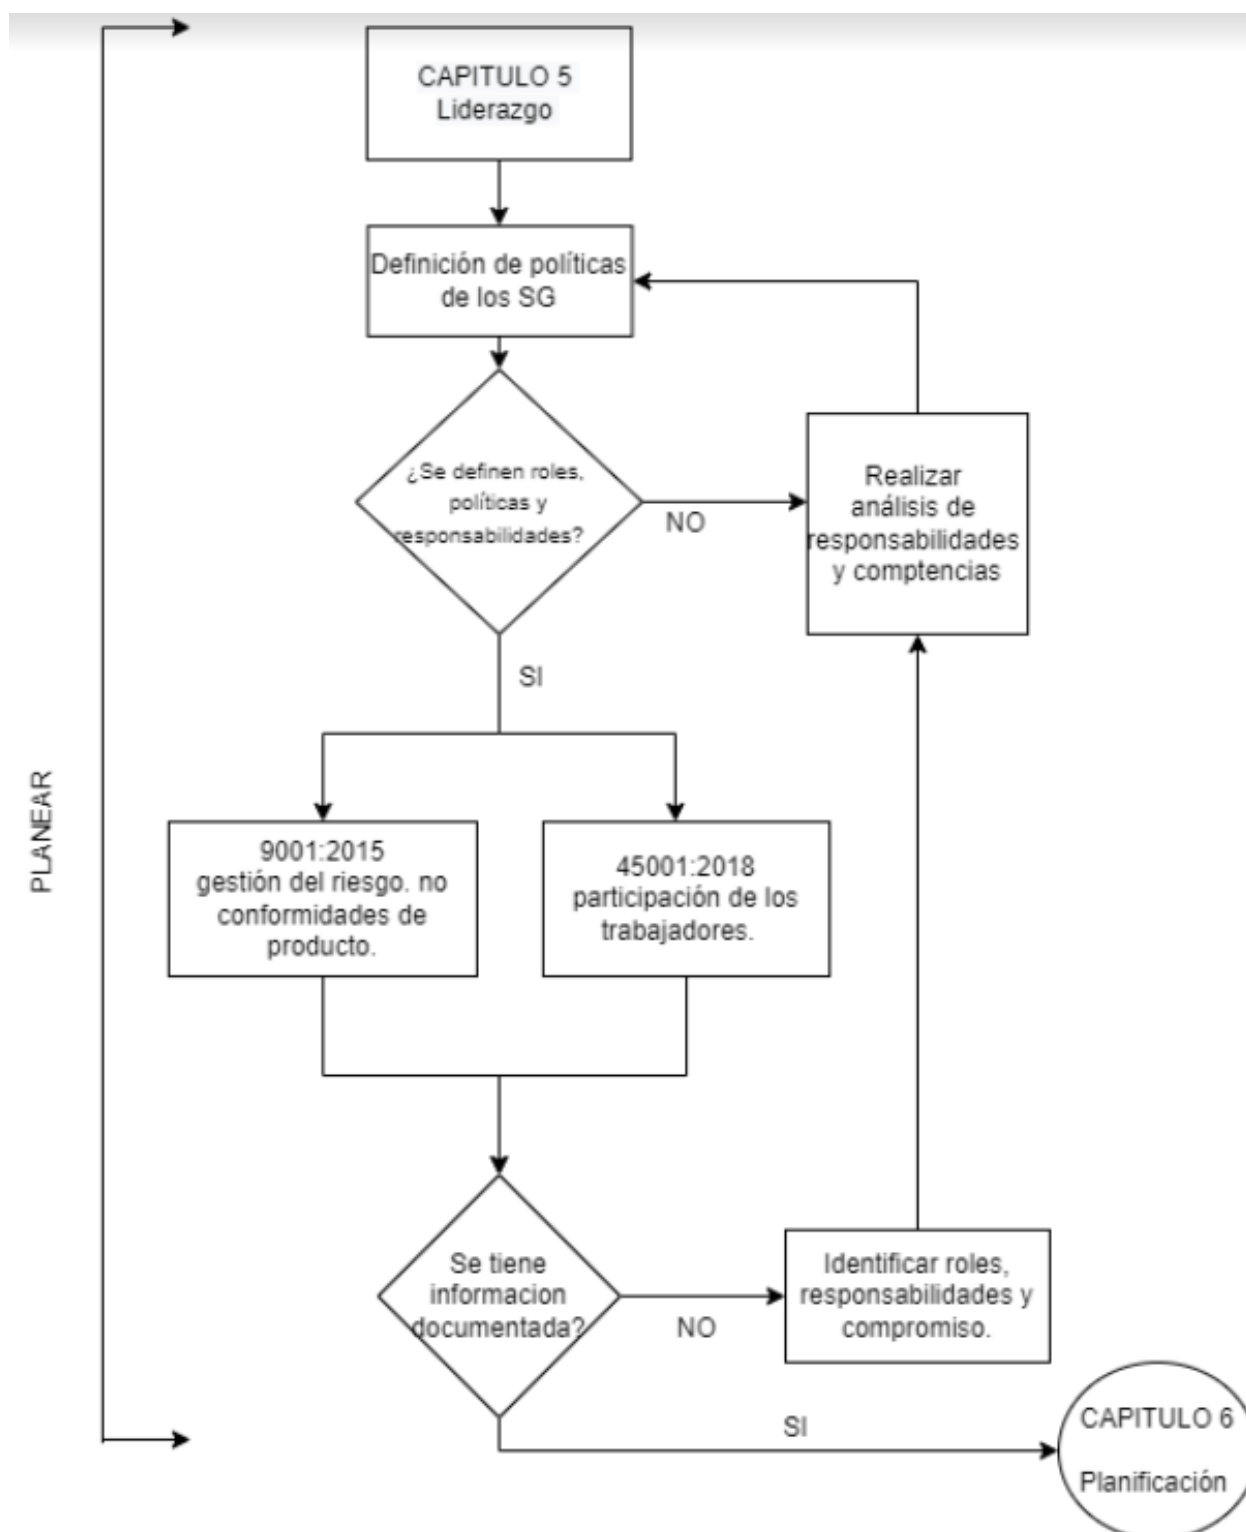 CAPITULO 5
Liderazgo
Definición de políticas
de los SG
¿Se definen roles,
políticas y
responsabilidades?
NO
Realizar
análisis de
responsabilidades
y comptencias
SI
PLANEAR
9001:2015
gestión del riesgo. no
conformidades de
producto.
45001:2018
participación de los
trabajadores.
Se tiene
informacion
documentada?
NO
Identificar roles,
responsabilidades y
compromiso.
SI
CAPITULO 6
Planificación